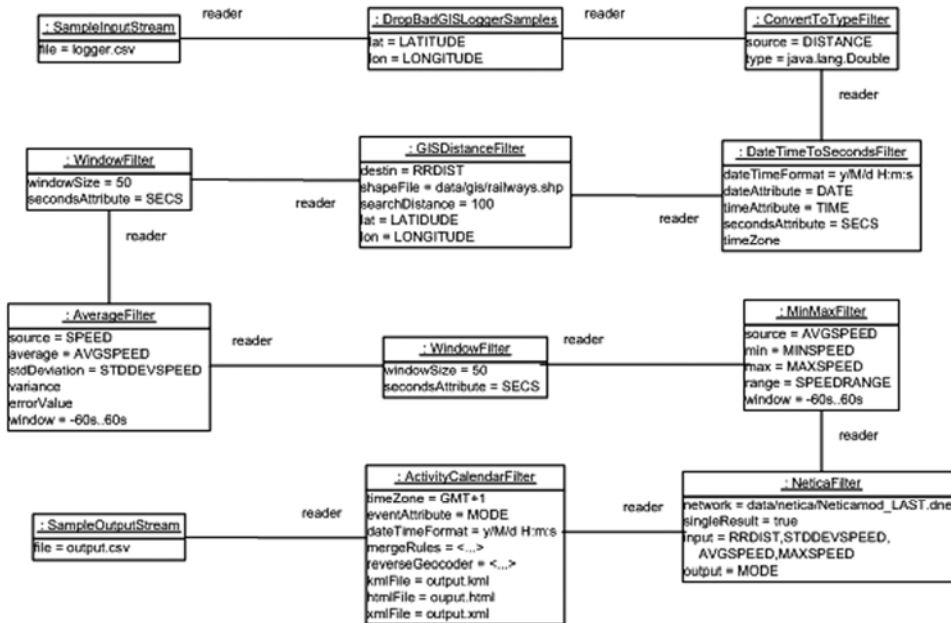 reader
reader
: SampleInputStream
file = logger.csv
: DropBadGISLoggerSamples
lat = LATITUDE
lon = LONGITUDE
: ConvertToTypeFilter
source = DISTANCE
type = java.lang.Double
reader
: WindowFilter
windowSize = 50
secondsAttribute = SECS
: GISDistanceFilter
destin = RRDIST
shapeFile = data/gis/railways.shp
searchDistance = 100
lat = LATIDUDE
lon = LONGITUDE
: DateTimeToSecondsFilter
dateTimeFormat = y/M/d H:m:s
dateAttribute = DATE
timeAttribute = TIME
secondsAttribute = SECS
timeZone
reader
reader
reader
: AverageFilter
source = SPEED
average = AVGSPEED
stdDeviation = STDDEVSPEED
variance
errorValue
window = -60s..60s
reader
: WindowFilter
windowSize = 50
secondsAttribute = SECS
reader
: MinMaxFilter
source = AVGSPEED
min = MINSPEED
max = MAXSPEED
range = SPEEDRANGE
window = -60s..60s
reader
: SampleOutputStream
file = output.csv
reader
: ActivityCalendarFilter
timeZone = GMT+1
eventAttribute = MODE
dateTimeFormat = y/M/d H:m:s
mergeRules = <...>
reverseGeocoder = <...>
kmlFile = output.kml
htmlFile = ouput.html
xmlFile = output.xml
reader
: NeticaFilter
network = data/netica/Neticamod_LAST.dne
singleResult = true
input = RRDIST,STDDEVSPEED,
AVGSPEED,MAXSPEED
output = MODE